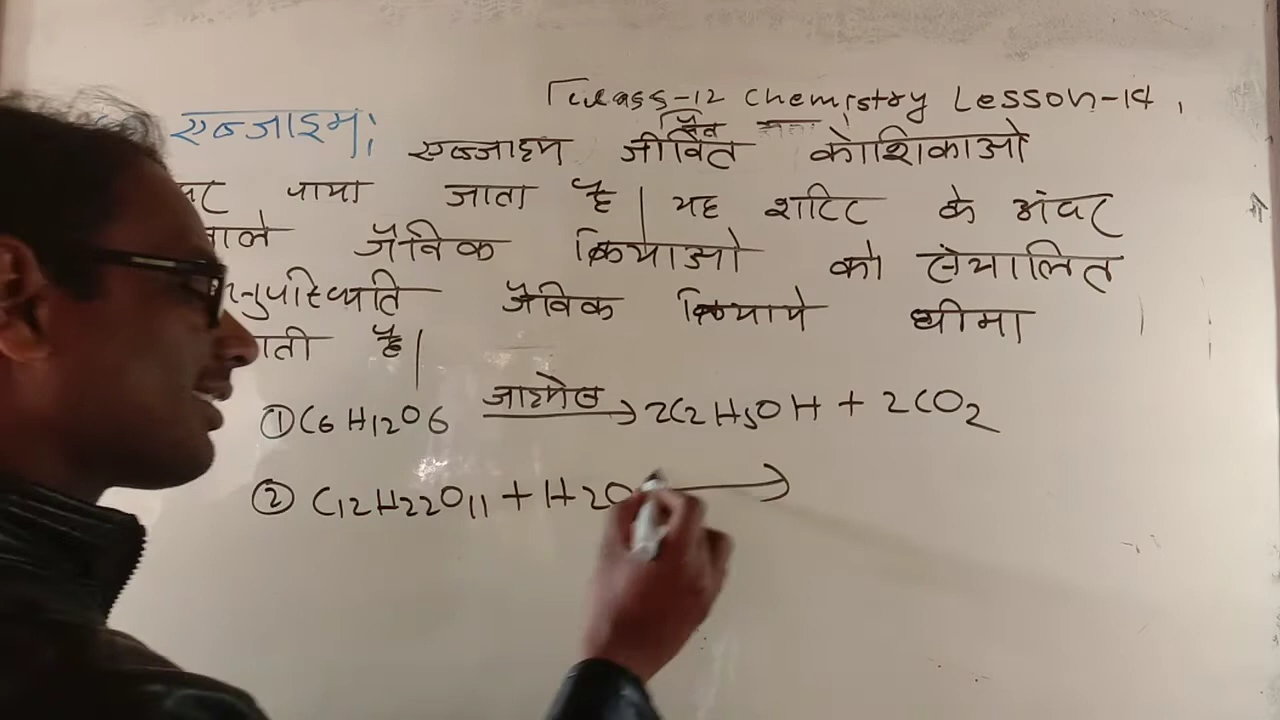 Class-12 Chemistry Lesson-14
एन्जाइम:
एन्जाइम जीवित कोशिकाओ
पाया जाता है | यह शरिर के अंदर
वाले जैविक क्रियाओ को संचालित
नुपस्थिति जैविक क्रियाये धीमा
ाती है |
① C6H12O6 जाइमेज → 2C2H5OH + 2CO2
② C12H22O11 + H2O →